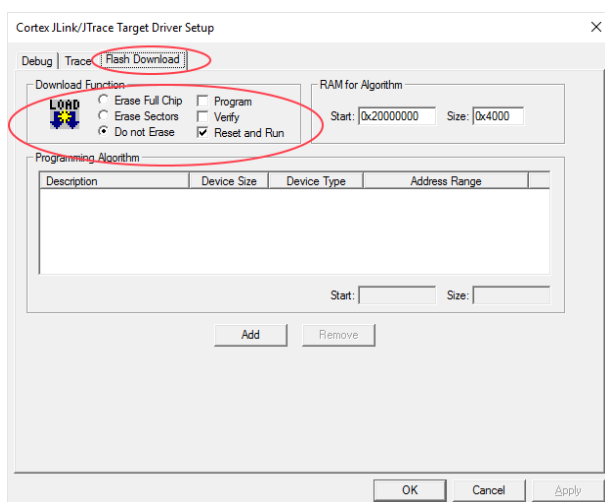 Cortex JLink/JTrace Target Driver Setup
Debug Trace Flash Download
Download Function
LOAD
Erase Full Chip
Erase Sectors
Do not Erase
Program
Verify
Reset and Run
RAM for Algorithm
Start: 0x20000000 Size: 0x4000
Programming Algorithm
Description Device Size Device Type Address Range
Start: Size:
Add Remove
OK Cancel Apply